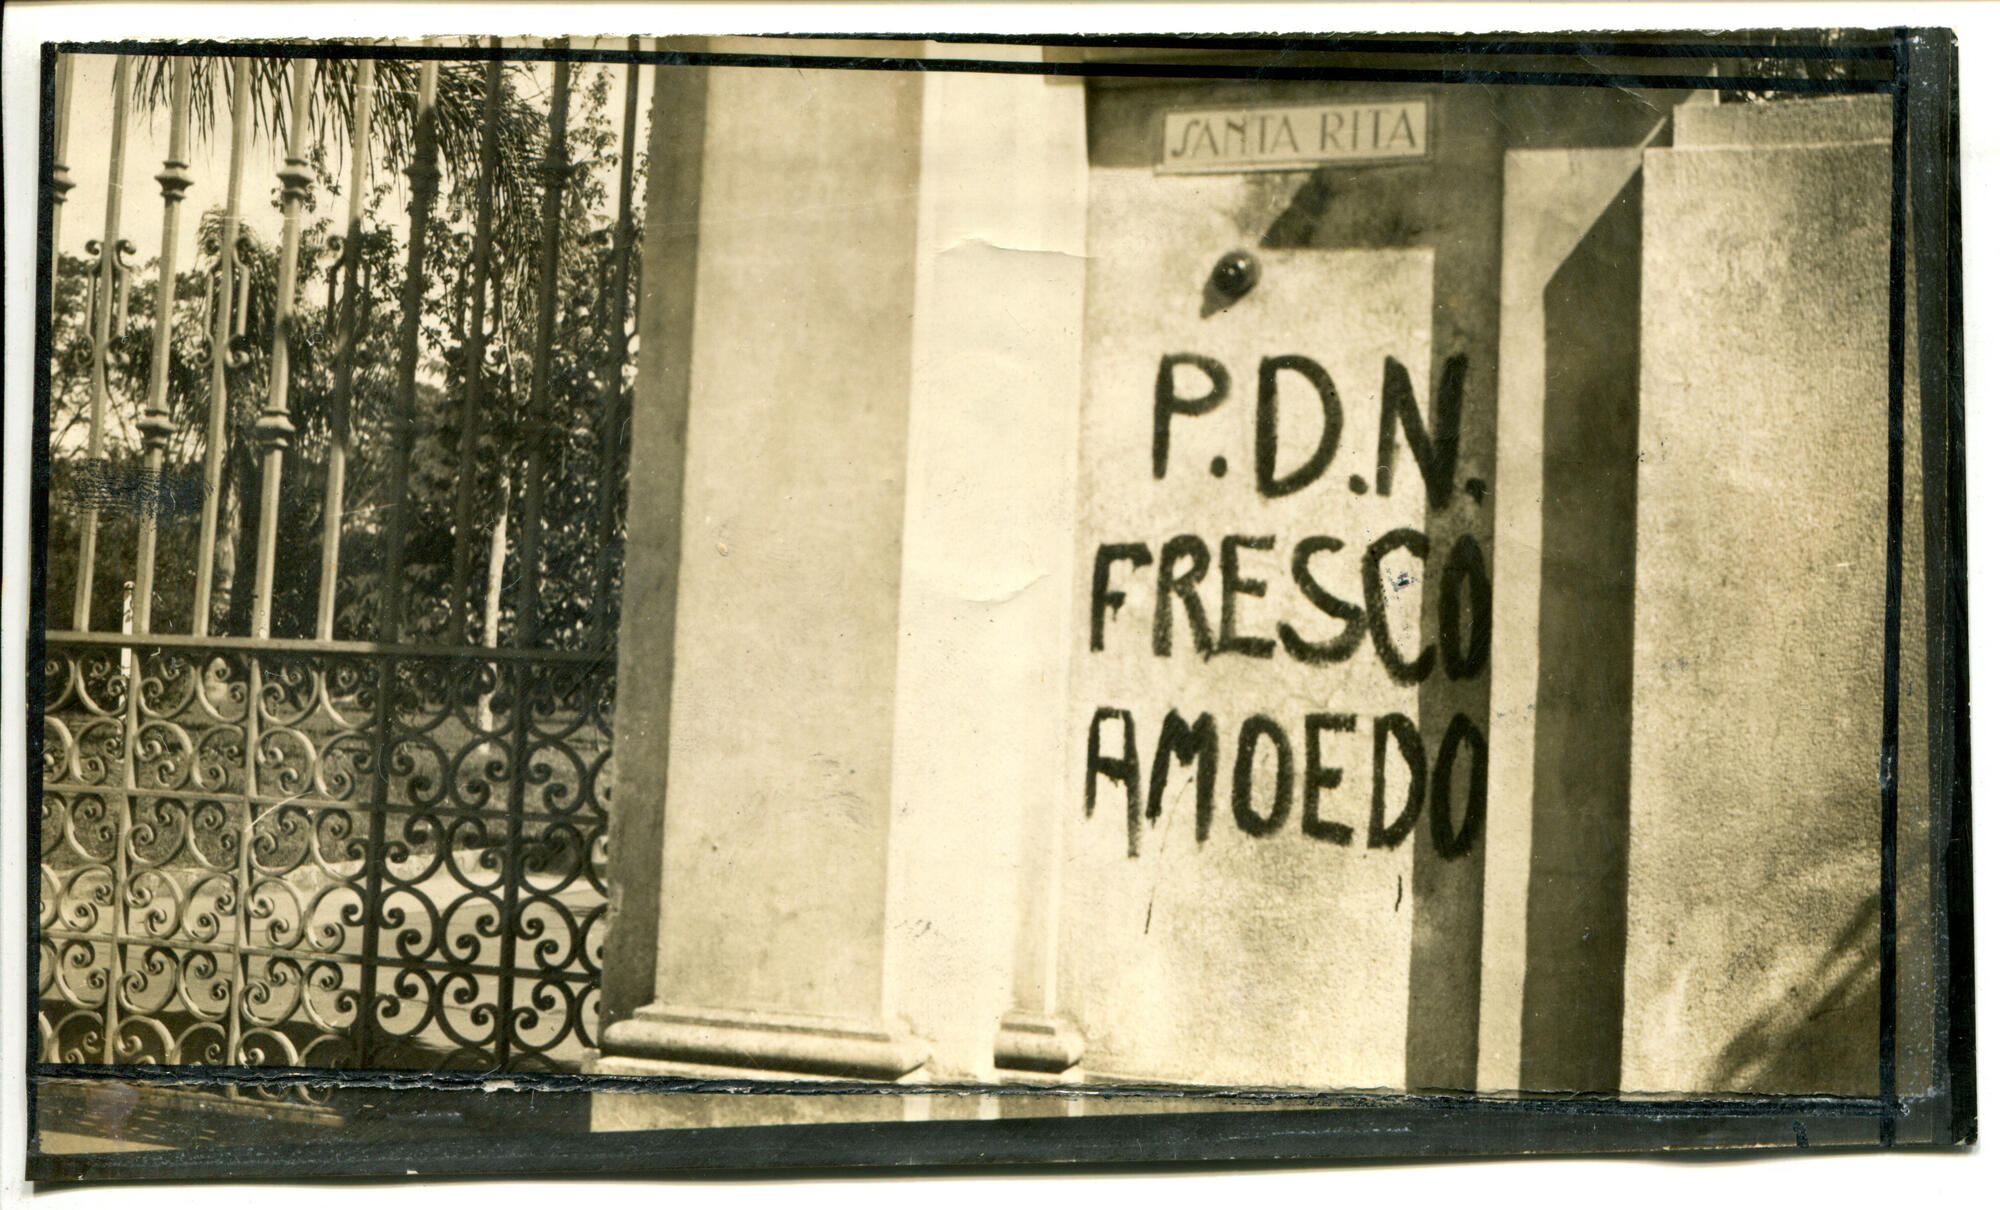 SANTA RITA
P.D.N.
FRESCO
AMOEDO